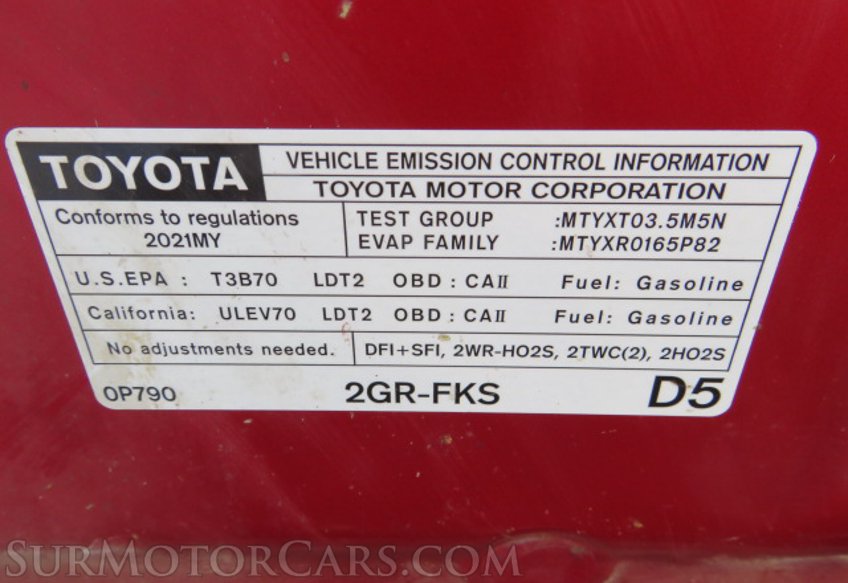 TOYOTA
VEHICLE EMISSION CONTROL INFORMATION
TOYOTA MOTOR CORPORATION
Conforms to regulations
2021MY
TEST GROUP :MTYXT03.5M5N
EVAP FAMILY :MTYXR0165P82
U.S.EPA : T3B70 LDT2 OBD : CAII Fuel: Gasoline
California: ULEV70 LDT2 OBD : CAII Fuel: Gasoline
No adjustments needed. DFI+SFI, 2WR-HO2S, 2TWC(2), 2HO2S
0P790 2GR-FKS D5
SurMotorCars.com